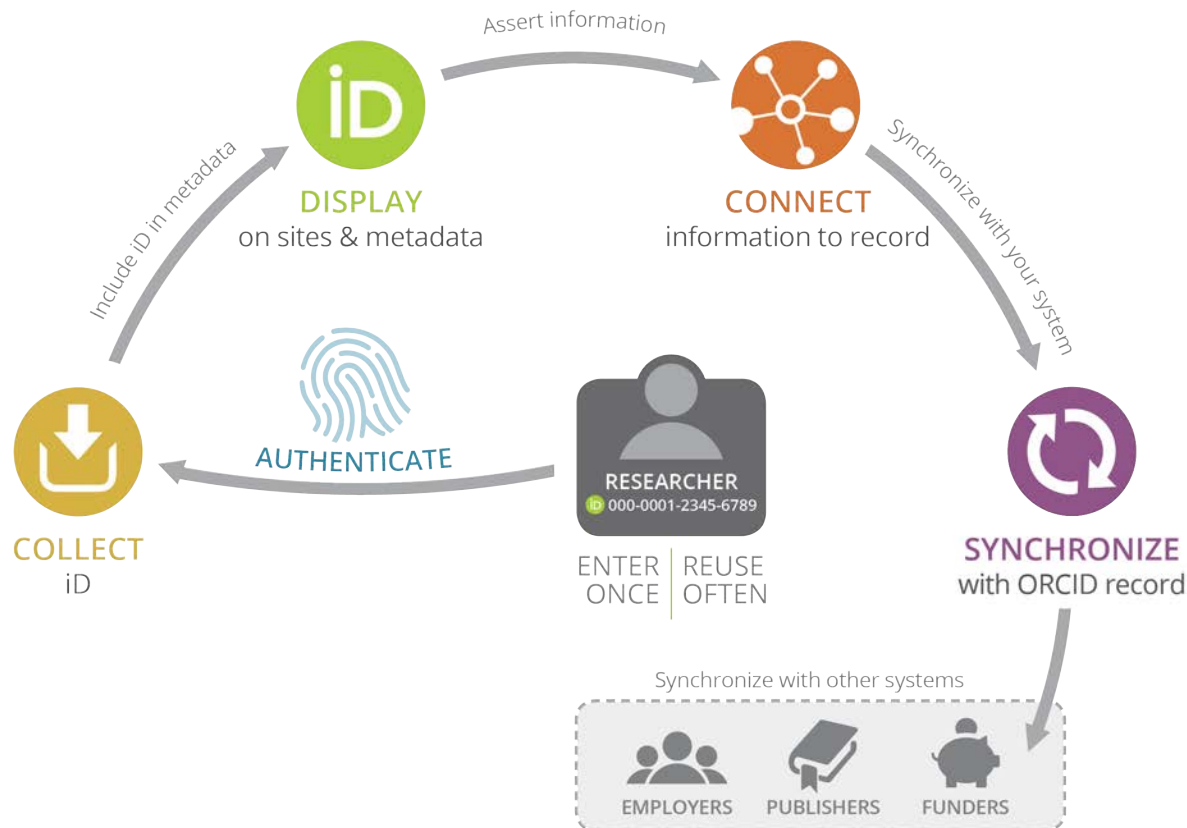 Assert information
iD
DISPLAY
on sites & metadata
CONNECT
information to record
Include iD in metadata
Synchronize with your system
AUTHENTICATE
RESEARCHER
iD 000-0001-2345-6789
COLLECT
iD
ENTER ONCE
REUSE OFTEN
SYNCHRONIZE
with ORCID record
Synchronize with other systems
EMPLOYERS
PUBLISHERS
FUNDERS